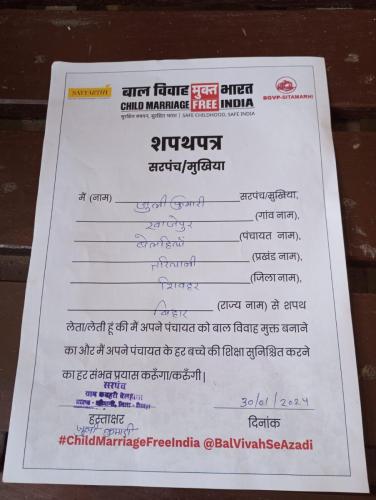 SATYARTHI
बाल विवाह मुक्त भारत
CHILD MARRIAGE FREE INDIA
सुरक्षित बचपन, सुरक्षित भारत | SAFE CHILDHOOD, SAFE INDIA
BGVP-SITAMARHI
शपथपत्र
सरपंच/मुखिया
मैं (नाम) जुली कुमारी सरपंच/मुखिया,
(गांव नाम),
(पंचायत नाम),
(प्रखंड नाम),
शिवहर (जिला नाम),
बिहार (राज्य नाम) से शपथ
लेता/लेती हूँ की मैं अपने पंचायत को बाल विवाह मुक्त बनाने
का और मैं अपने पंचायत के हर बच्चे की शिक्षा सुनिश्चित करने
का हर संभव प्रयास करूँगा/करूँगी|
सरपंच
ग्राम कचहरी
30/01/2024
हस्ताक्षर दिनांक
जुली कुमारी
#ChildMarriageFreeIndia @BalVivahSeAzadi